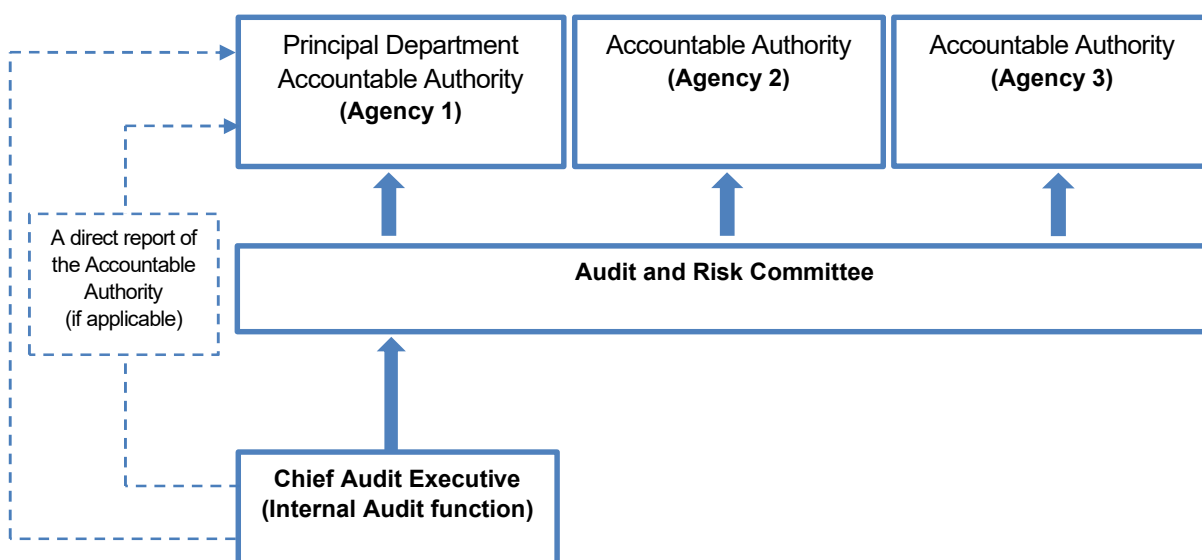 Principal Department
Accountable Authority
(Agency 1)
Accountable Authority
(Agency 2)
Accountable Authority
(Agency 3)
A direct report of
the Accountable
Authority
(if applicable)
Audit and Risk Committee
Chief Audit Executive
(Internal Audit function)